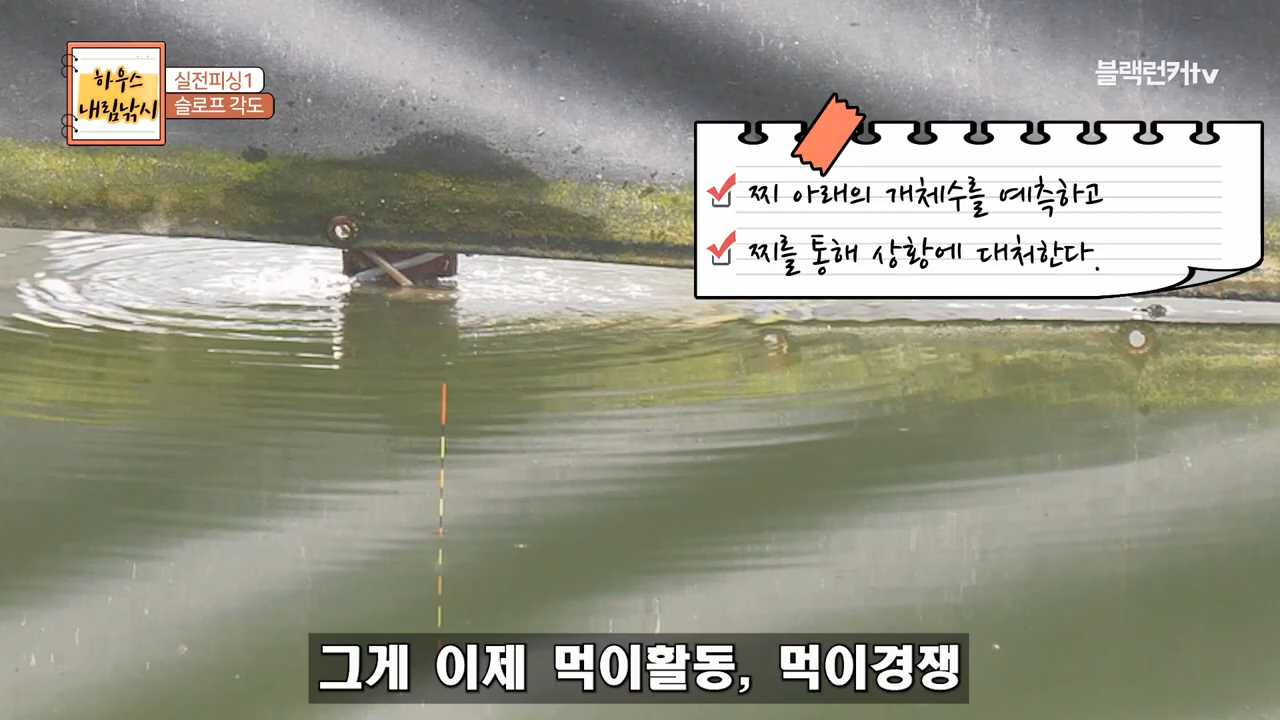 하우스
내림낚시
실전피싱1
슬로프 각도
블랙런커tv
찌 아래의 개체수를 예측하고
찌를 통해 상황에 대처한다.
그게 이제 먹이활동, 먹이경쟁